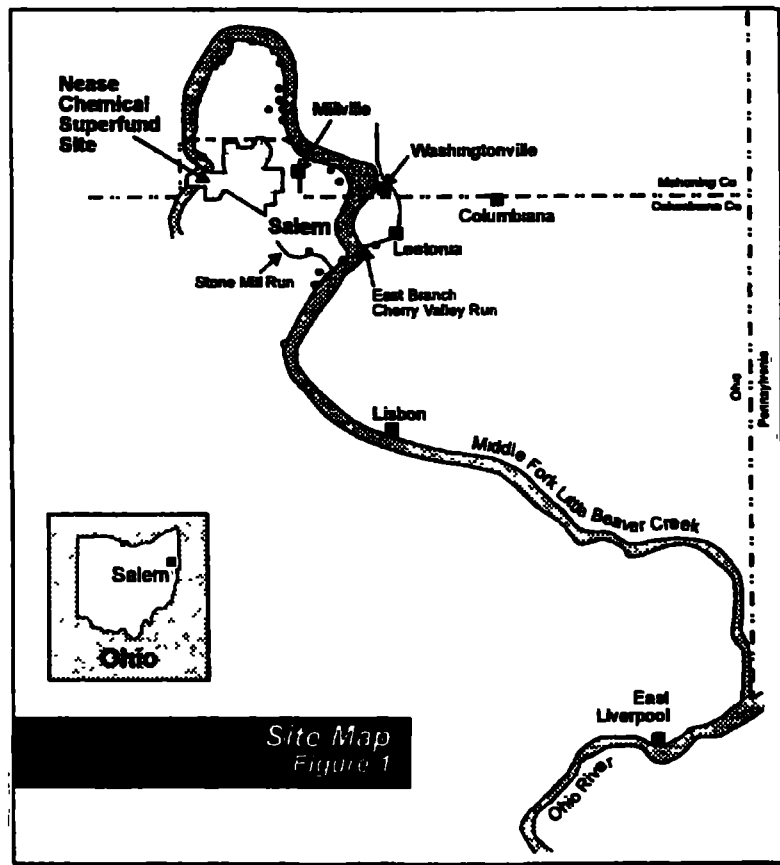 Nease
Chemical
Superfund
Site
Millville
Washingtonville
Mahoning Co
Columbiana Co
Columbiana
Salem
Leetonia
Stone Mill Run
East Branch
Cherry Valley Run
Ohio
Pennsylvania
Lisbon
Middle Fork Little Beaver Creek
Salem
Ohio
East
Liverpool
Site Map
Figure 1
Ohio River